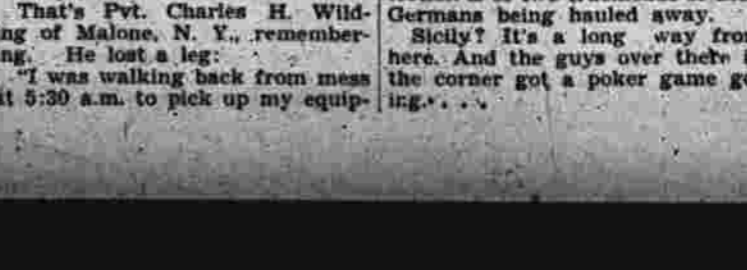 That's Pvt. Charles H. Wild-
ng of Malone, N. Y., remember-
ng. He lost a leg:
"I was walking back from mess
at 5:30 a.m. to pick up my equip-
Germans being hauled away.
Sicily? It's a long way from
here. And the guys over there
the corner got a poker game g
ing. . . .